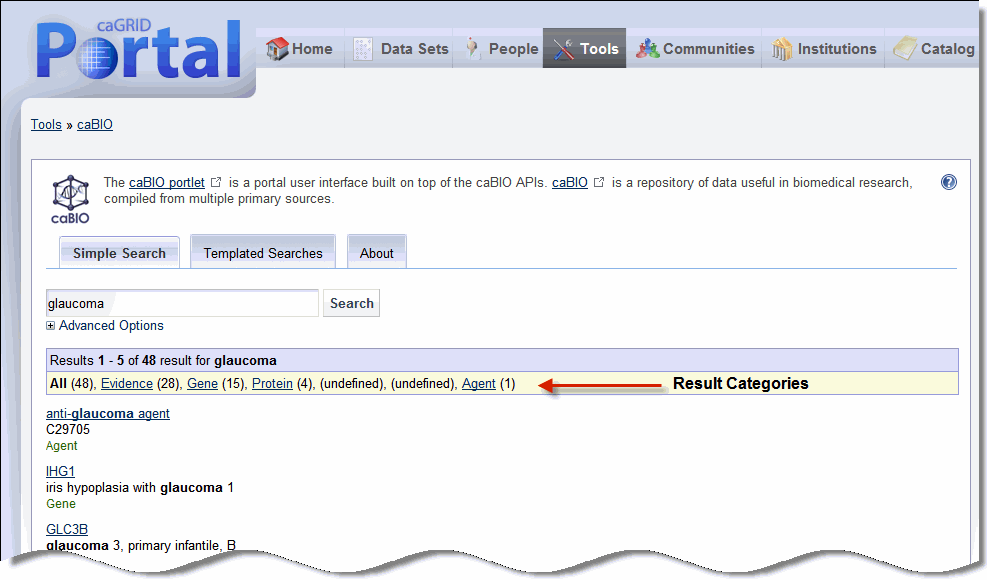 caGRID
Portal
Home Data Sets People Tools Communities Institutions Catalog
Tools » caBIO
The caBIO portlet is a portal user interface built on top of the caBIO APIs. caBIO is a repository of data useful in biomedical research,
compiled from multiple primary sources.
caBIO
?
Simple Search Templated Searches About
glaucoma Search
Advanced Options
Results 1 - 5 of 48 result for glaucoma
All (48), Evidence (28), Gene (15), Protein (4), (undefined), (undefined), Agent (1) Result Categories
anti-glaucoma agent
C29705
Agent
IHG1
iris hypoplasia with glaucoma 1
Gene
GLC3B
glaucoma 3, primary infantile, B